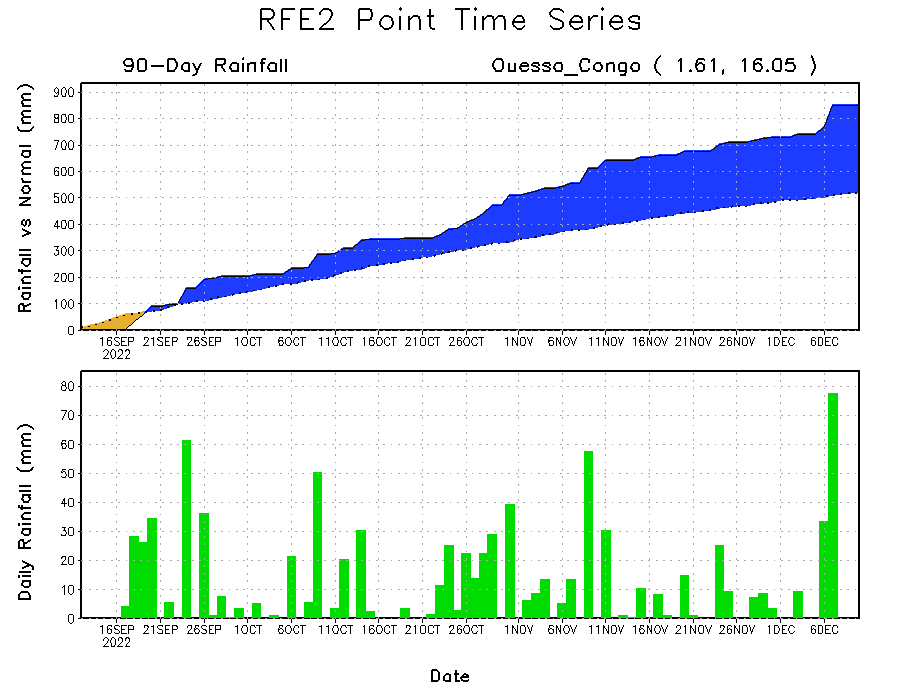 RFE2 Point Time Series
90-Day Rainfall
Ouesso_Congo ( 1.61, 16.05 )
Rainfall vs Normal (mm)
900
800
700
600
500
400
300
200
100
0
16SEP 21SEP 26SEP 1OCT 6OCT 11OCT 16OCT 21OCT 26OCT 1NOV 6NOV 11NOV 16NOV 21NOV 26NOV 1DEC 6DEC
2022
Daily Rainfall (mm)
80
70
60
50
40
30
20
10
0
16SEP 21SEP 26SEP 1OCT 6OCT 11OCT 16OCT 21OCT 26OCT 1NOV 6NOV 11NOV 16NOV 21NOV 26NOV 1DEC 6DEC
2022
Date